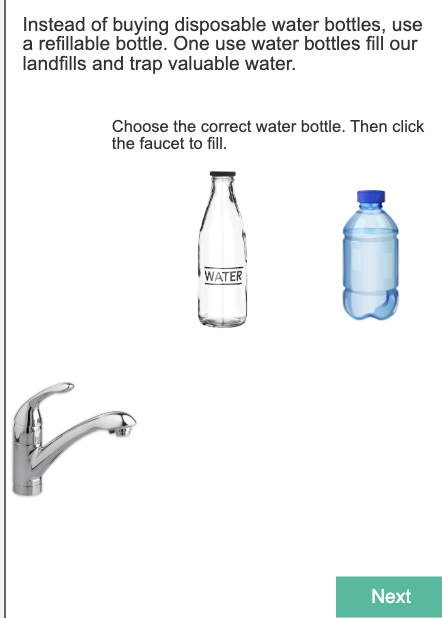 Instead of buying disposable water bottles, use
a refillable bottle. One use water bottles fill our
landfills and trap valuable water.
Choose the correct water bottle. Then click
the faucet to fill.
WATER
Next